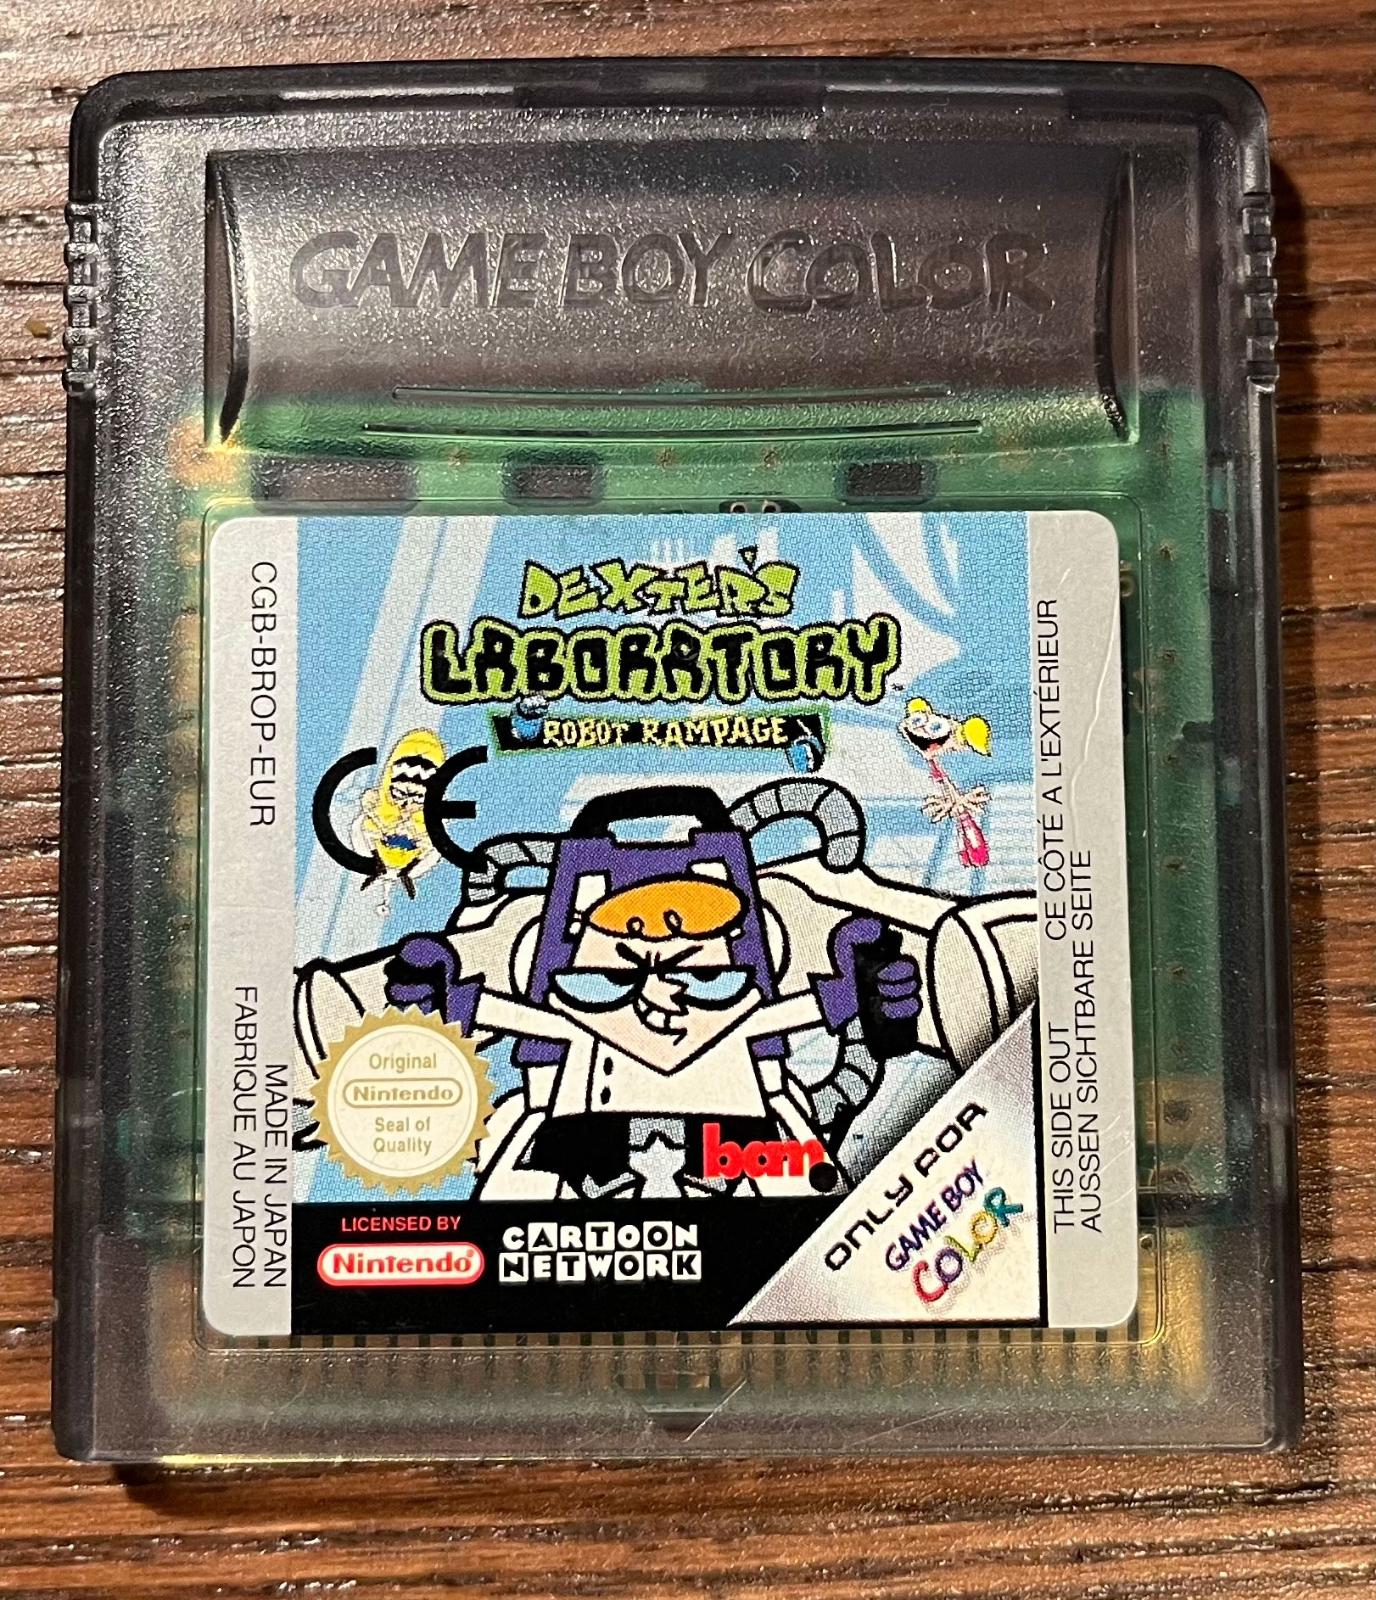 GAME BOY COLOR
DEXTER'S
LABORATORY
ROBOT RAMPAGE
CE
Original
Nintendo
Seal of
Quality
bam
LICENSED BY
Nintendo
CARTOON
NETWORK
ONLY FOR
GAME BOY
COLOR
CGB-BROP-EUR
MADE IN JAPAN
FABRIQUE AU JAPON
CE CÔTÉ A L'EXTÉRIEUR
THIS SIDE OUT
AUSSEN SICHTBARE SEITE